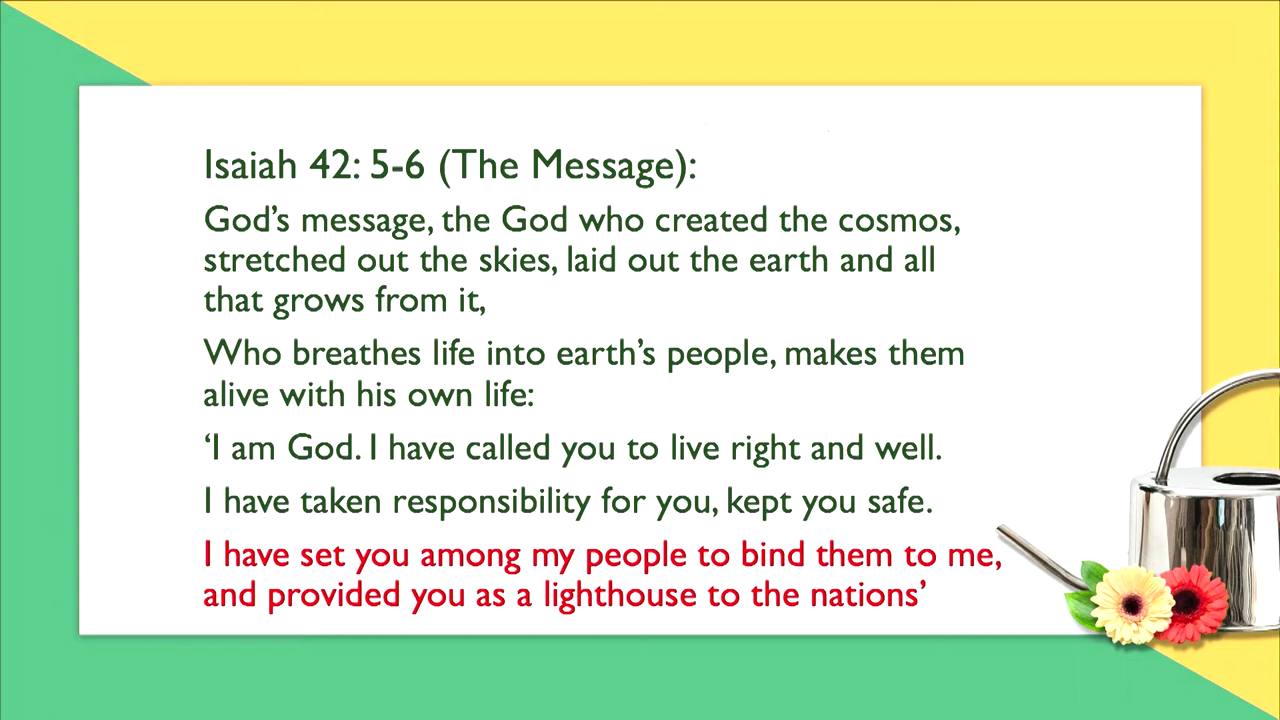 Isaiah 42: 5-6 (The Message):
God’s message, the God who created the cosmos,
stretched out the skies, laid out the earth and all
that grows from it,
Who breathes life into earth’s people, makes them
alive with his own life:
‘I am God. I have called you to live right and well.
I have taken responsibility for you, kept you safe.
I have set you among my people to bind them to me,
and provided you as a lighthouse to the nations’